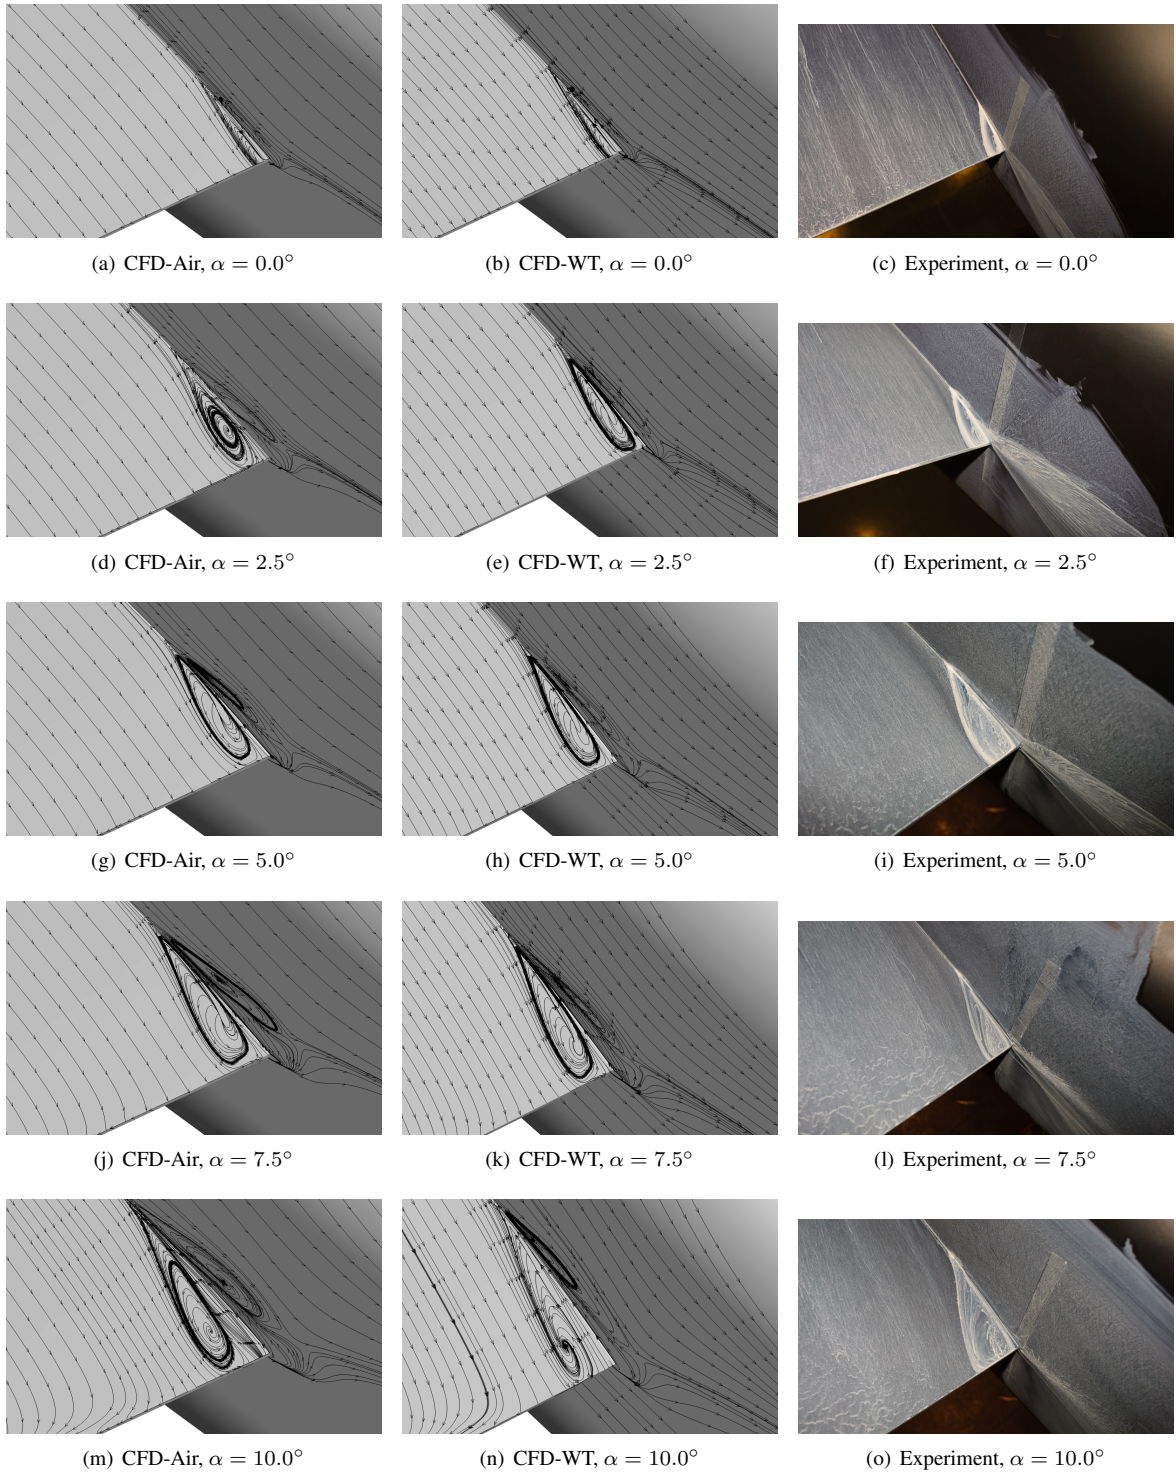 (a) CFD-Air, α = 0.0°
(b) CFD-WT, α = 0.0°
(c) Experiment, α = 0.0°
(d) CFD-Air, α = 2.5°
(e) CFD-WT, α = 2.5°
(f) Experiment, α = 2.5°
(g) CFD-Air, α = 5.0°
(h) CFD-WT, α = 5.0°
(i) Experiment, α = 5.0°
(j) CFD-Air, α = 7.5°
(k) CFD-WT, α = 7.5°
(l) Experiment, α = 7.5°
(m) CFD-Air, α = 10.0°
(n) CFD-WT, α = 10.0°
(o) Experiment, α = 10.0°